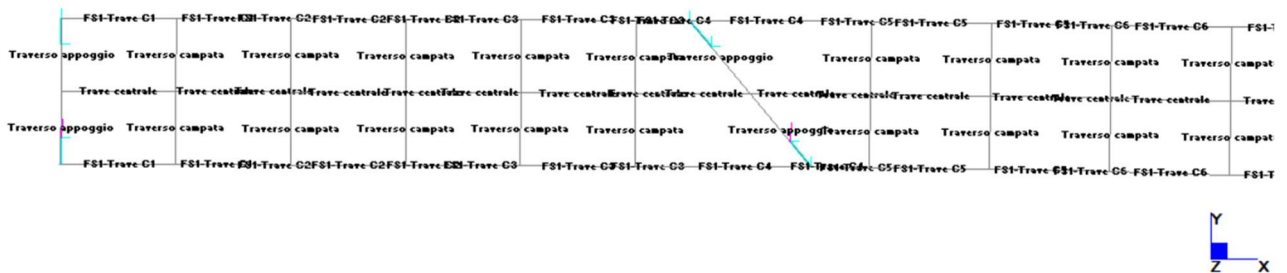 FS1-Trave C1 FS1-Trave C2 FS1-Trave C2 FS1-Trave C3 FS1-Trave C3 FS1-Trave C4 FS1-Trave C5 FS1-Trave C5 FS1-Trave C6 FS1-Trave C6 FS1-T
Traverso appoggio Traverso campata Traverso campata Traverso campata Traverso campata Traverso campata Traverso appoggio Traverso campata Traverso campata Traverso campata Traverso campat
Trave centrale Trave centrale Trave centrale Trave centrale Trave centrale Trave centrale Trave centrale Trave centrale Trave centrale Trave centrale Trave centrale Trave
Traverso appoggio Traverso campata Traverso campata Traverso campata Traverso campata Traverso campata Traverso appoggio Traverso campata Traverso campata Traverso campata Traverso campat
FS1-Trave C1 FS1-Trave C2 FS1-Trave C2 FS1-Trave C3 FS1-Trave C3 FS1-Trave C3 FS1-Trave C4 FS1-Trave C5 FS1-Trave C5 FS1-Trave C6 FS1-Trave C6 FS1-T
Y
Z X